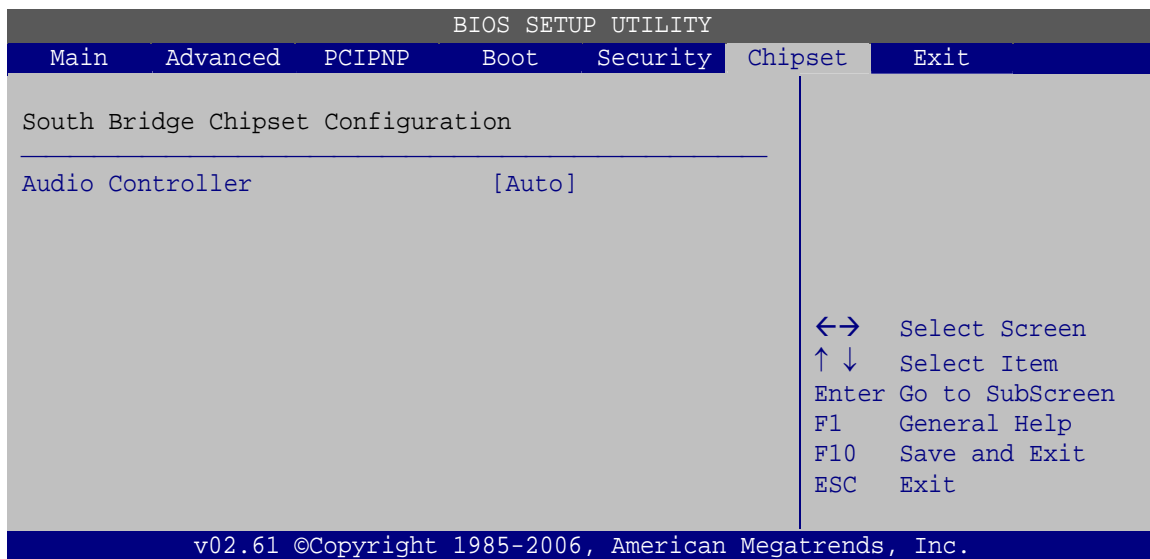 BIOS SETUP UTILITY
Main Advanced PCIPNP Boot Security Chipset Exit
South Bridge Chipset Configuration
Audio Controller [Auto]
←→ Select Screen
↑ ↓ Select Item
Enter Go to SubScreen
F1 General Help
F10 Save and Exit
ESC Exit
v02.61 ©Copyright 1985-2006, American Megatrends, Inc.